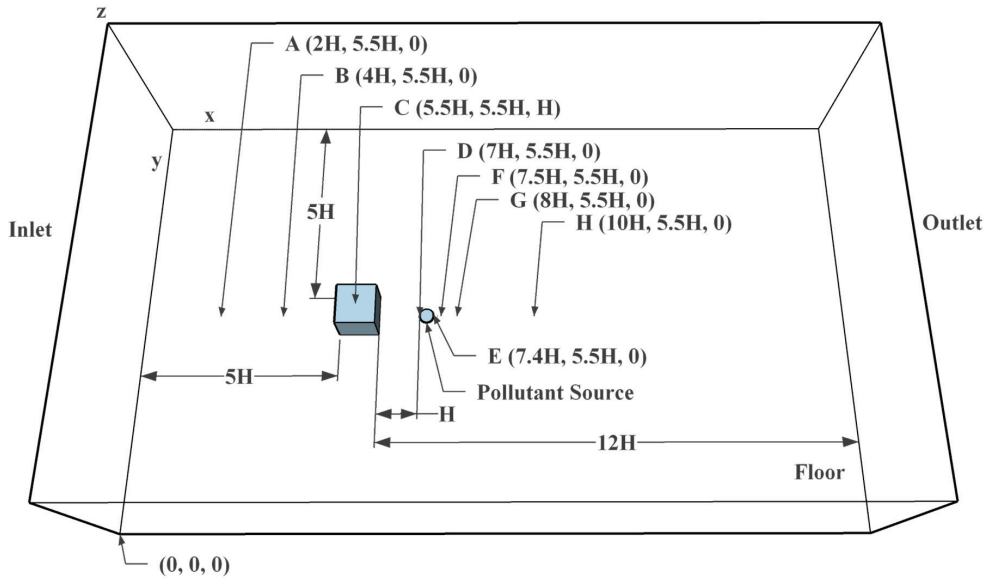 z
A (2H, 5.5H, 0)
B (4H, 5.5H, 0)
C (5.5H, 5.5H, H)
x
D (7H, 5.5H, 0)
y
F (7.5H, 5.5H, 0)
G (8H, 5.5H, 0)
5H
H (10H, 5.5H, 0)
Inlet
Outlet
E (7.4H, 5.5H, 0)
5H
Pollutant Source
H
12H
Floor
(0, 0, 0)